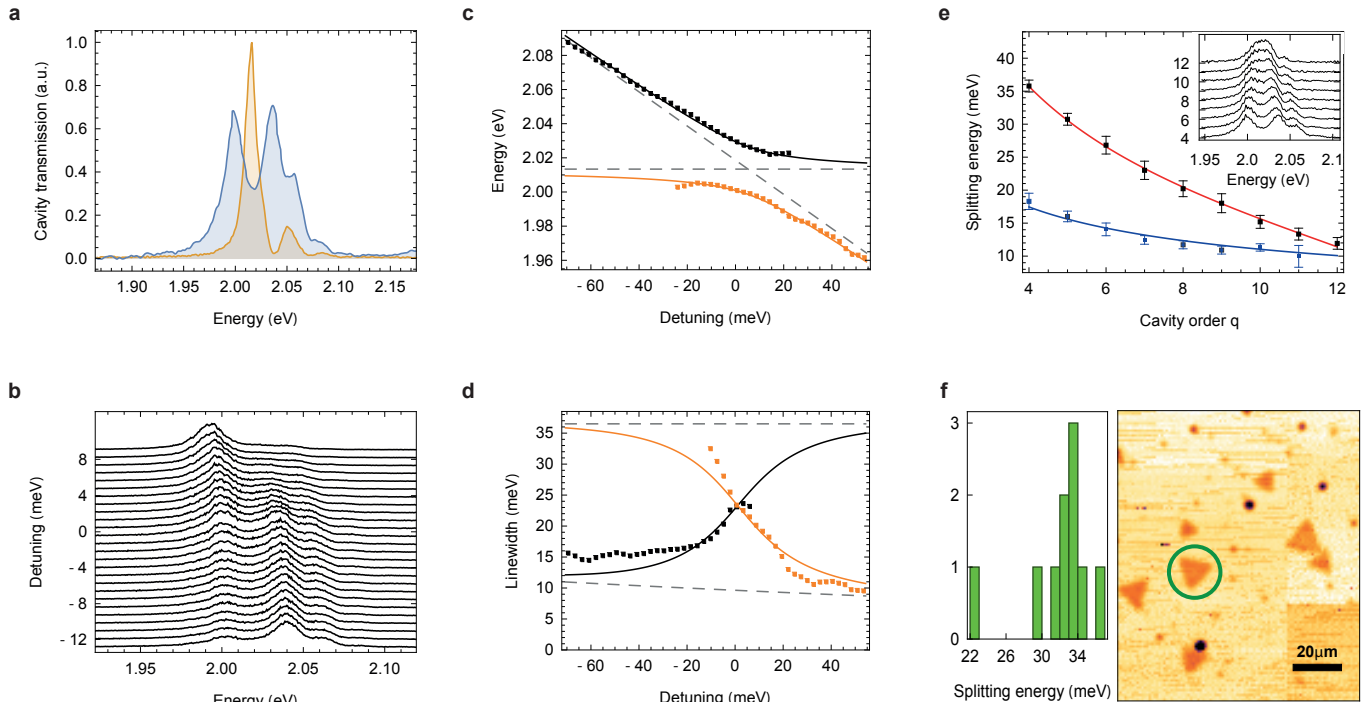 a
Cavity transmission (a.u.)
1.0
0.8
0.6
0.4
0.2
0.0
1.90 1.95 2.00 2.05 2.10 2.15
Energy (eV)
b
Detuning (meV)
8
4
0
- 4
- 8
- 12
1.95 2.00 2.05 2.10
Energy (eV)
c
Energy (eV)
2.08
2.06
2.04
2.02
2.00
1.98
1.96
- 60 - 40 - 20 0 20 40
Detuning (meV)
d
Linewidth (meV)
35
30
25
20
15
10
5
0
- 60 - 40 - 20 0 20 40
Detuning (meV)
e
Splitting energy (meV)
40
35
30
25
20
15
10
4 6 8 10 12
Cavity order q
12
10
8
6
4
1.95 2.0 2.05 2.1
Energy (eV)
f
3
2
1
0
22 26 30 34
Splitting energy (meV)
20μm